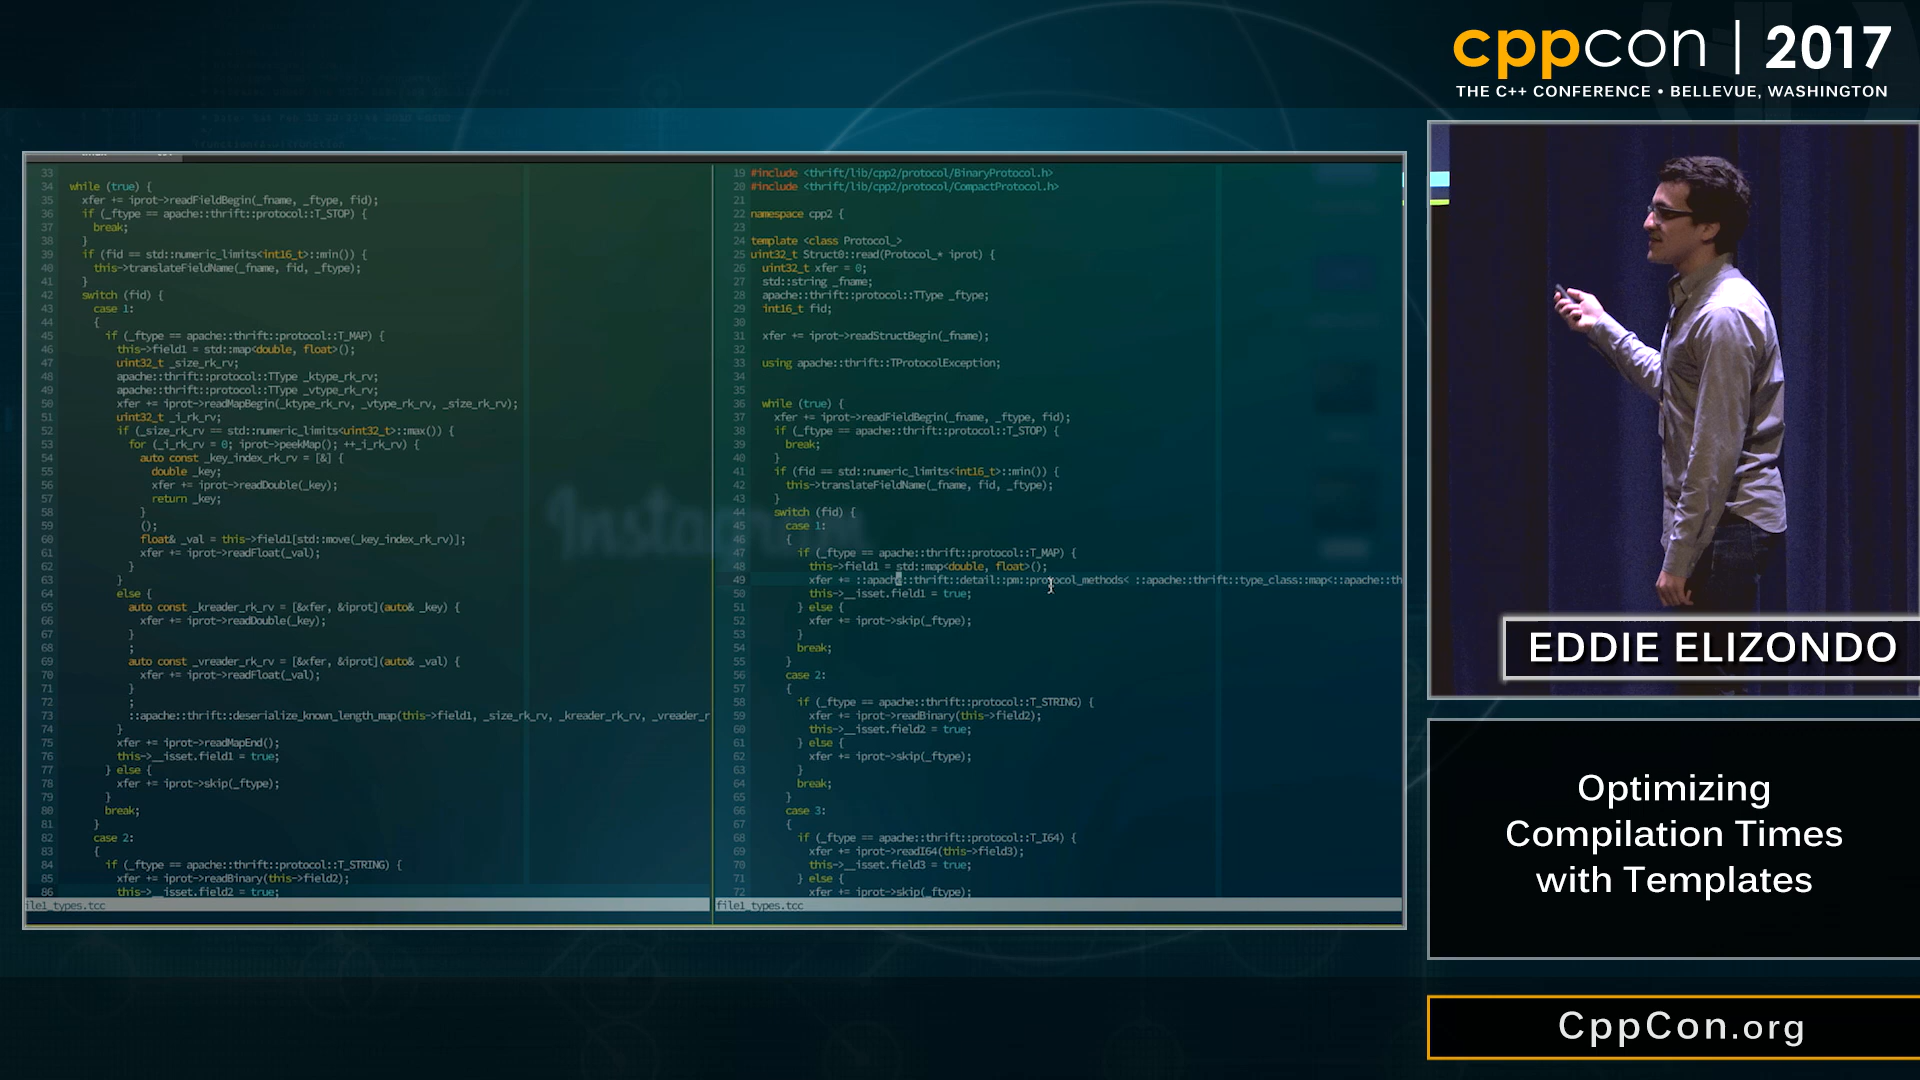 cppcon | 2017
THE C++ CONFERENCE • BELLEVUE, WASHINGTON
33
34 while (true) {
35 xfer += iprot->readFieldBegin(_fname, _ftype, fid);
36 if (_ftype == apache::thrift::protocol::T_STOP) {
37 break;
38 }
39 if (fid == std::numeric_limits<int16_t>::min()) {
40 this->translateFieldName(_fname, fid, _ftype);
41 }
42 switch (fid) {
43 case 1:
44 {
45 if (_ftype == apache::thrift::protocol::T_MAP) {
46 this->field1 = std::map<double, float>();
47 uint32_t _size_rk_rv;
48 apache::thrift::protocol::TType _ktype_rk_rv;
49 apache::thrift::protocol::TType _vtype_rk_rv;
50 xfer += iprot->readMapBegin(_ktype_rk_rv, _vtype_rk_rv, _size_rk_rv);
51 uint32_t _i_rk_rv;
52 if (_size_rk_rv == std::numeric_limits<uint32_t>::max()) {
53 for (_i_rk_rv = 0; iprot->peekMap(); ++_i_rk_rv) {
54 auto const _key_index_rk_rv = [&] {
55 double _key;
56 xfer += iprot->readDouble(_key);
57 return _key;
58 }
59 ();
60 float& _val = this->field1[std::move(_key_index_rk_rv)];
61 xfer += iprot->readFloat(_val);
62 }
63 }
64 else {
65 auto const _kreader_rk_rv = [&xfer, &iprot](auto& _key) {
66 xfer += iprot->readDouble(_key);
67 }
68 ;
69 auto const _vreader_rk_rv = [&xfer, &iprot](auto& _val) {
70 xfer += iprot->readFloat(_val);
71 }
72 ;
73 ::apache::thrift::deserialize_known_length_map(this->field1, _size_rk_rv, _kreader_rk_rv, _vreader_r
74 }
75 xfer += iprot->readMapEnd();
76 this->__isset.field1 = true;
77 } else {
78 xfer += iprot->skip(_ftype);
79 }
80 break;
81 }
82 case 2:
83 {
84 if (_ftype == apache::thrift::protocol::T_STRING) {
85 xfer += iprot->readBinary(this->field2);
86 this->__isset.field2 = true;
ile1_types.tcc
19 #include <thrift/lib/cpp2/protocol/BinaryProtocol.h>
20 #include <thrift/lib/cpp2/protocol/CompactProtocol.h>
21
22 namespace cpp2 {
23
24 template <class Protocol_>
25 uint32_t Struct0::read(Protocol_* iprot) {
26 uint32_t xfer = 0;
27 std::string _fname;
28 apache::thrift::protocol::TType _ftype;
29 int16_t fid;
30
31 xfer += iprot->readStructBegin(_fname);
32
33 using apache::thrift::TProtocolException;
34
35
36 while (true) {
37 xfer += iprot->readFieldBegin(_fname, _ftype, fid);
38 if (_ftype == apache::thrift::protocol::T_STOP) {
39 break;
40 }
41 if (fid == std::numeric_limits<int16_t>::min()) {
42 this->translateFieldName(_fname, fid, _ftype);
43 }
44 switch (fid) {
45 case 1:
46 {
47 if (_ftype == apache::thrift::protocol::T_MAP) {
48 this->field1 = std::map<double, float>();
49 xfer += ::apache::thrift::detail::pm::protocol_methods< ::apache::thrift::type_class::map<::apache::th
50 this->__isset.field1 = true;
51 } else {
52 xfer += iprot->skip(_ftype);
53 }
54 break;
55 }
56 case 2:
57 {
58 if (_ftype == apache::thrift::protocol::T_STRING) {
59 xfer += iprot->readBinary(this->field2);
60 this->__isset.field2 = true;
61 } else {
62 xfer += iprot->skip(_ftype);
63 }
64 break;
65 }
66 case 3:
67 {
68 if (_ftype == apache::thrift::protocol::T_I64) {
69 xfer += iprot->readI64(this->field3);
70 this->__isset.field3 = true;
71 } else {
72 xfer += iprot->skip(_ftype);
file1_types.tcc
Instagram
EDDIE ELIZONDO
Optimizing
Compilation Times
with Templates
CppCon.org